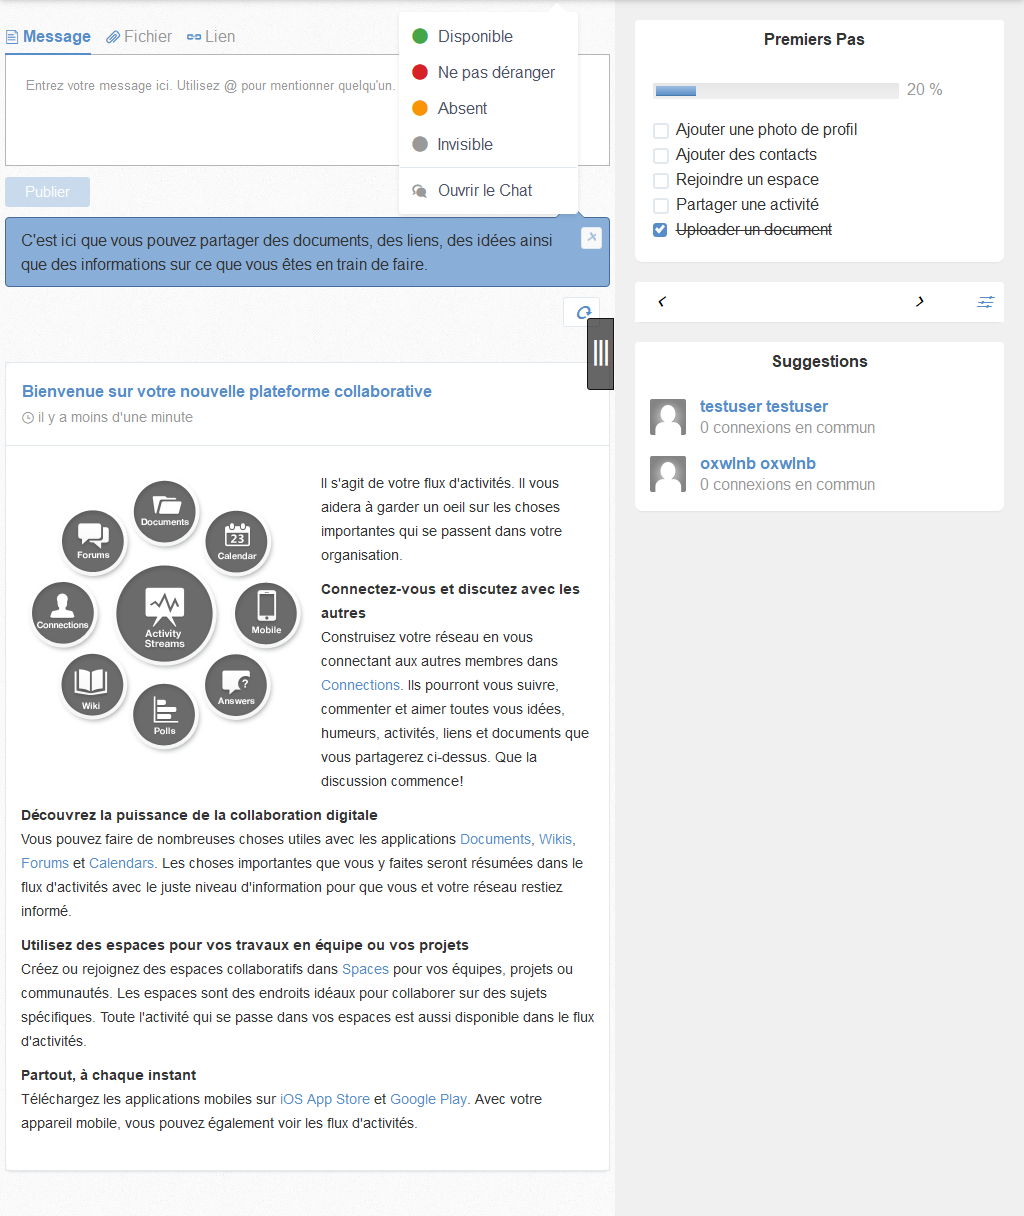 Message Fichier Lien
Entrez votre message ici. Utilisez @ pour mentionner quelqu'un.
Disponible
Ne pas déranger
Absent
Invisible
Ouvrir le Chat
Publier
C'est ici que vous pouvez partager des documents, des liens, des idées ainsi
que des informations sur ce que vous êtes en train de faire.
Bienvenue sur votre nouvelle plateforme collaborative
il y a moins d'une minute
Documents
Forums
23
Calendar
Connections
Activity
Streams
Mobile
Wiki
?
Answers
Polls
Il s'agit de votre flux d'activités. Il vous
aidera à garder un oeil sur les choses
importantes qui se passent dans votre
organisation.
Connectez-vous et discutez avec les
autres
Construisez votre réseau en vous
connectant aux autres membres dans
Connections. Ils pourront vous suivre,
commenter et aimer toutes vous idées,
humeurs, activités, liens et documents que
vous partagerez ci-dessus. Que la
discussion commence!
Découvrez la puissance de la collaboration digitale
Vous pouvez faire de nombreuses choses utiles avec les applications Documents, Wikis,
Forums et Calendars. Les choses importantes que vous y faites seront résumées dans le
flux d'activités avec le juste niveau d'information pour que vous et votre réseau restiez
informé.
Utilisez des espaces pour vos travaux en équipe ou vos projets
Créez ou rejoignez des espaces collaboratifs dans Spaces pour vos équipes, projets ou
communautés. Les espaces sont des endroits idéaux pour collaborer sur des sujets
spécifiques. Toute l'activité qui se passe dans vos espaces est aussi disponible dans le flux
d'activités.
Partout, à chaque instant
Téléchargez les applications mobiles sur iOS App Store et Google Play. Avec votre
appareil mobile, vous pouvez également voir les flux d'activités.
Premiers Pas
20 %
Ajouter une photo de profil
Ajouter des contacts
Rejoindre un espace
Partager une activité
Uploader un document
Suggestions
testuser testuser
0 connexions en commun
oxwlnb oxwlnb
0 connexions en commun